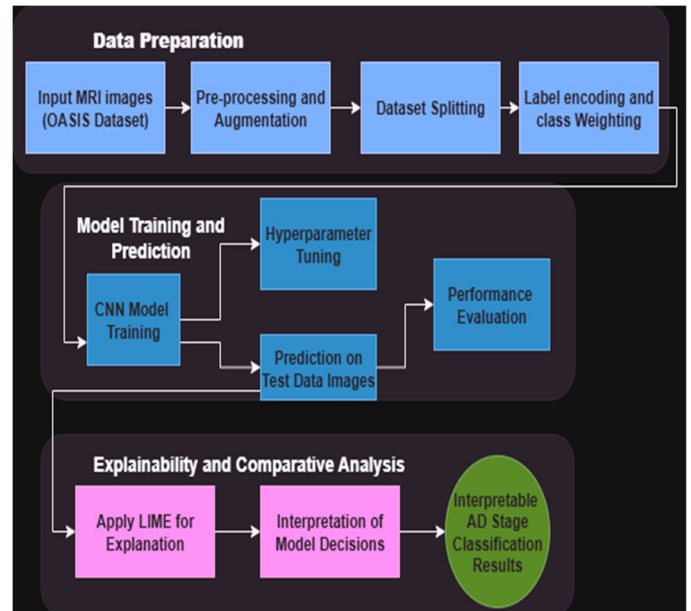 Data Preparation
Input MRI images
(OASIS Dataset)
Pre-processing and
Augmentation
Dataset Splitting
Label encoding and
class Weighting
Model Training and
Prediction
Hyperparameter
Tuning
CNN Model
Training
Performance
Evaluation
Prediction on
Test Data Images
Explainability and Comparative Analysis
Apply LIME for
Explanation
Interpretation of
Model Decisions
Interpretable
AD Stage
Classification
Results